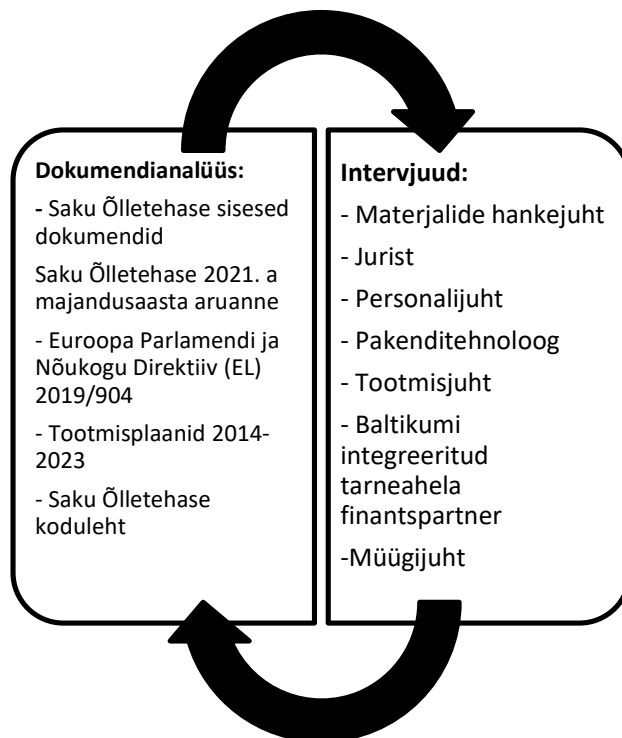 Dokumendianalüüs:
- Saku Õlletehase sisesed
dokumendid
Saku Õlletehase 2021. a
majandusaasta aruanne
- Euroopa Parlamendi ja
Nõukogu Direktiiv (EL)
2019/904
- Tootmisplaanid 2014-
2023
- Saku Õlletehase
koduleht
Intervjuud:
- Materjalide hankejuht
- Jurist
- Personalijuht
- Pakenditehnoloog
- Tootmisjuht
- Baltikumi
integreeritud
tarneahela
finantspartner
-Müügijuht